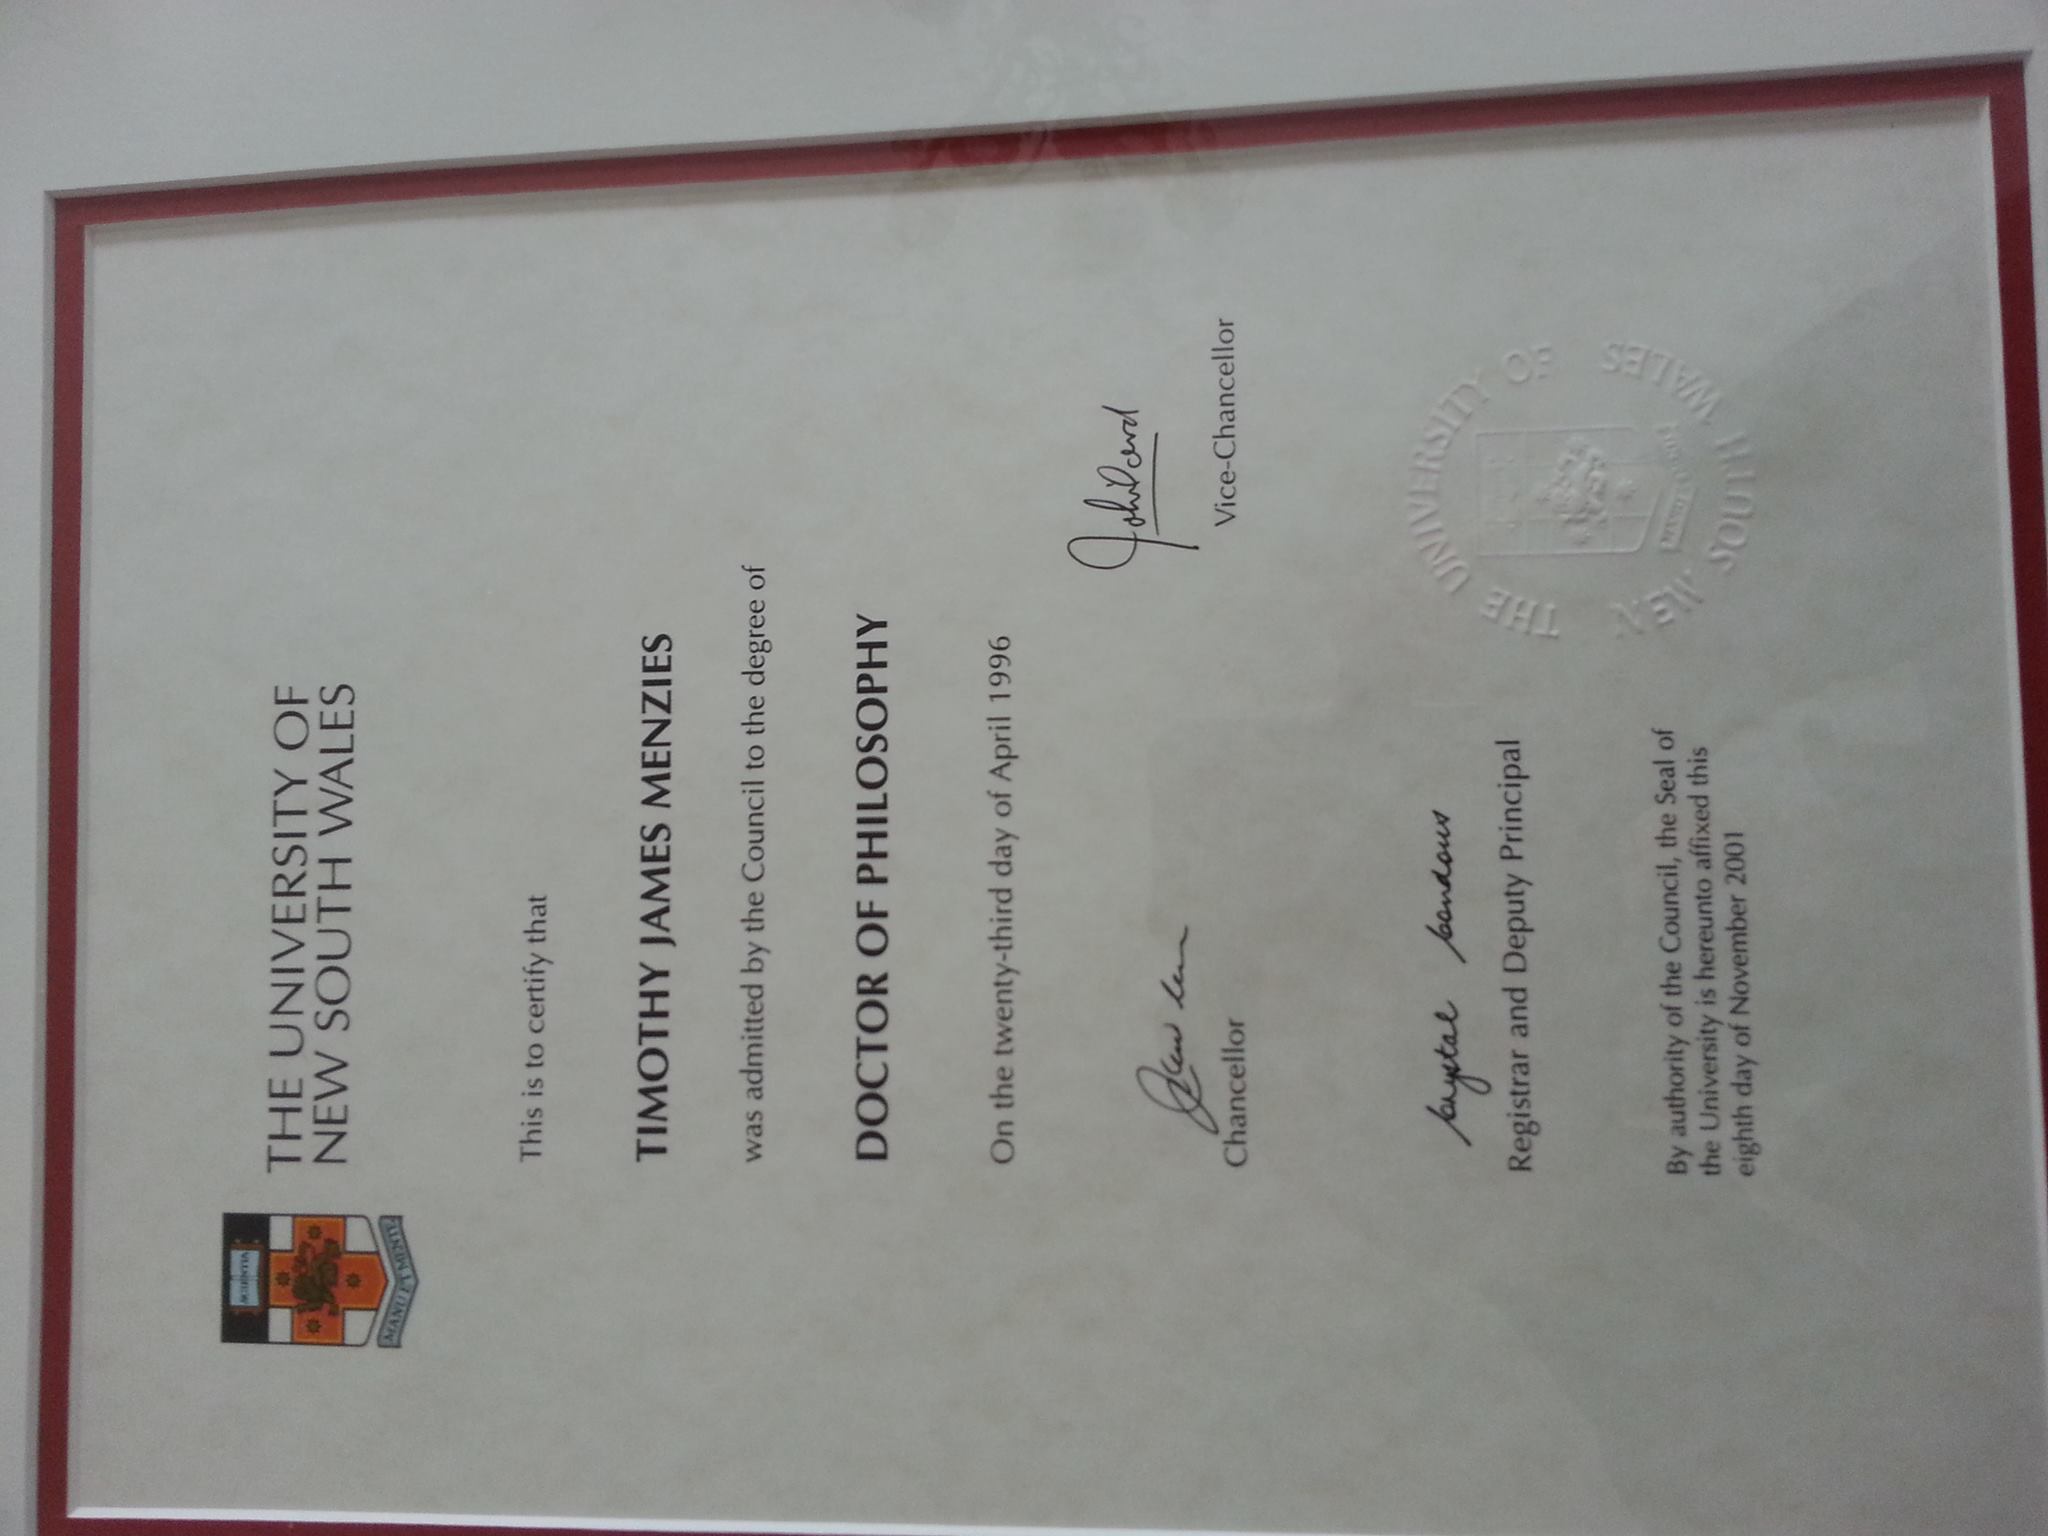 THE UNIVERSITY OF
NEW SOUTH WALES
SCIENTIA
MANU ET MENTE
This is to certify that
TIMOTHY JAMES MENZIES
was admitted by the Council to the degree of
DOCTOR OF PHILOSOPHY
On the twenty-third day of April 1996
Chancellor
Vice-Chancellor
Registrar and Deputy Principal
By authority of the Council, the Seal of
the University is hereunto affixed this
eighth day of November 2001
THE UNIVERSITY OF NEW SOUTH WALES